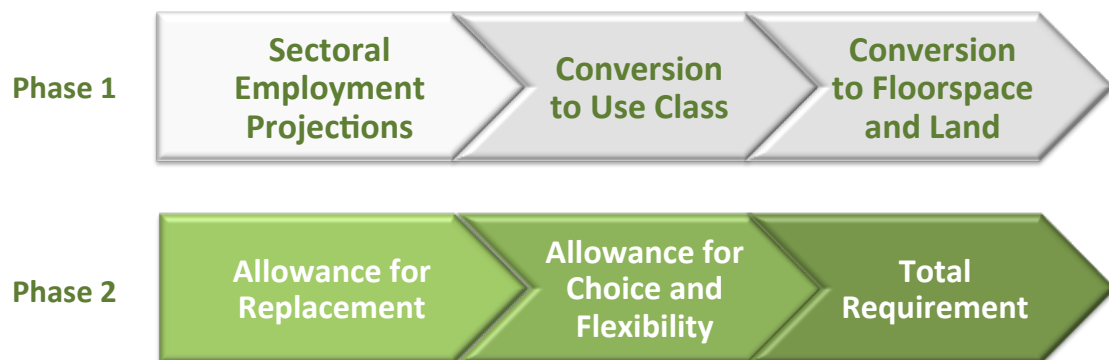 Phase 1
Sectoral
Employment
Projections
Conversion
to Use Class
Conversion
to Floorspace
and Land
Phase 2
Allowance for
Replacement
Allowance for
Choice and
Flexibility
Total
Requirement